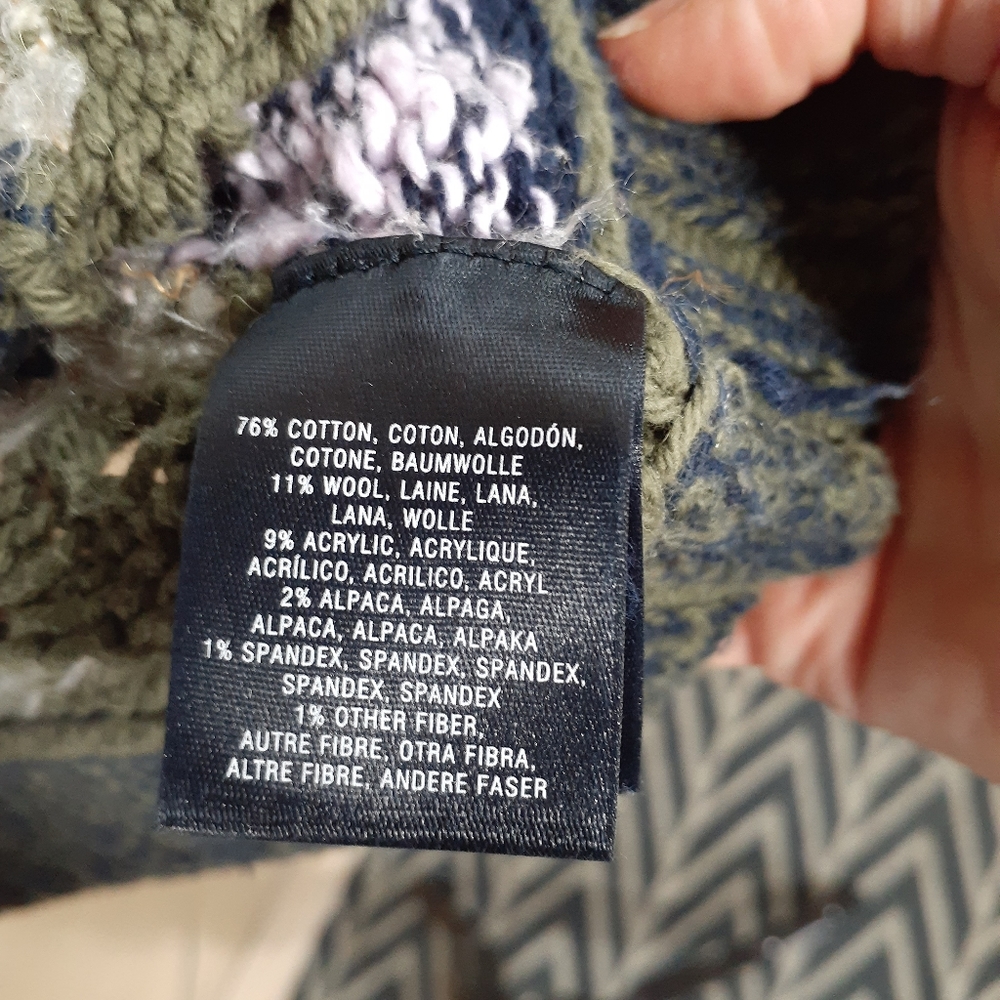 76% COTTON, COTON, ALGODÓN,
COTONE, BAUMWOLLE
11% WOOL, LAINE, LANA,
LANA, WOLLE
9% ACRYLIC, ACRYLIQUE,
ACRÍLICO, ACRILICO, ACRYL
2% ALPACA, ALPAGA,
ALPACA, ALPACA, ALPAKA
1% SPANDEX, SPANDEX, SPANDEX,
SPANDEX, SPANDEX
1% OTHER FIBER,
AUTRE FIBRE, OTRA FIBRA,
ALTRE FIBRE, ANDERE FASER